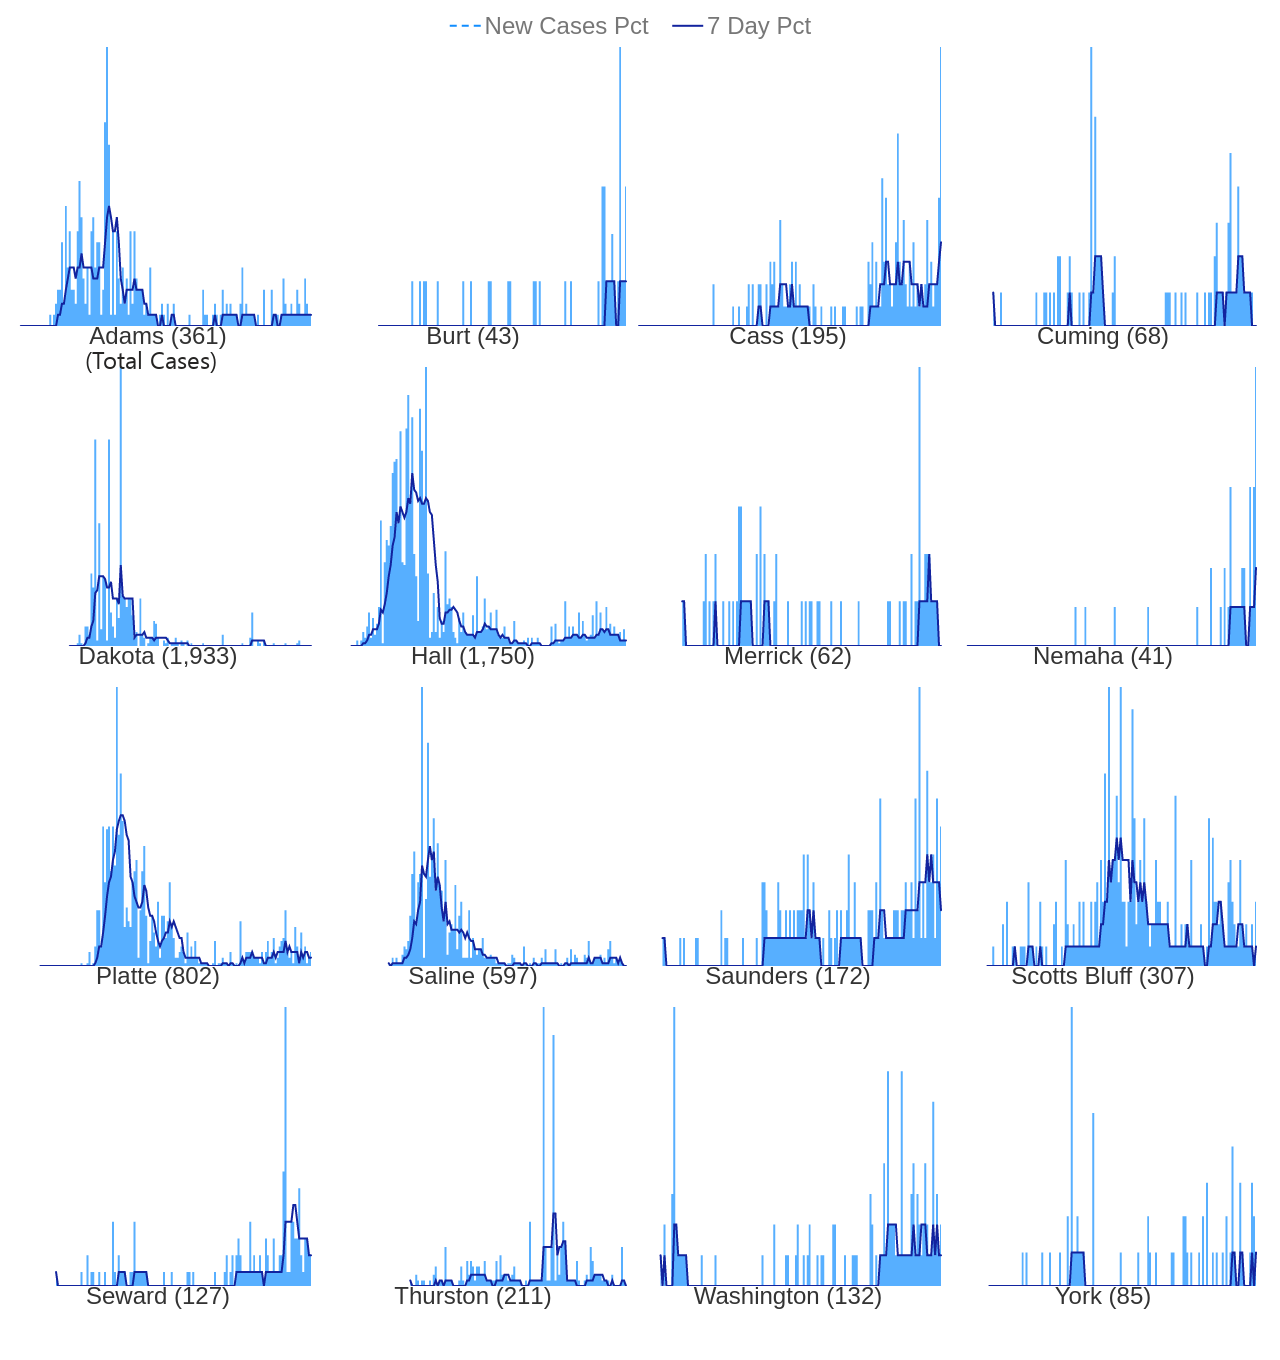 New Cases Pct 7 Day Pct
Adams (361) Burt (43) Cass (195) Cuming (68)
(Total Cases)
Dakota (1,933) Hall (1,750) Merrick (62) Nemaha (41)
Platte (802) Saline (597) Saunders (172) Scotts Bluff (307)
Seward (127) Thurston (211) Washington (132) York (85)